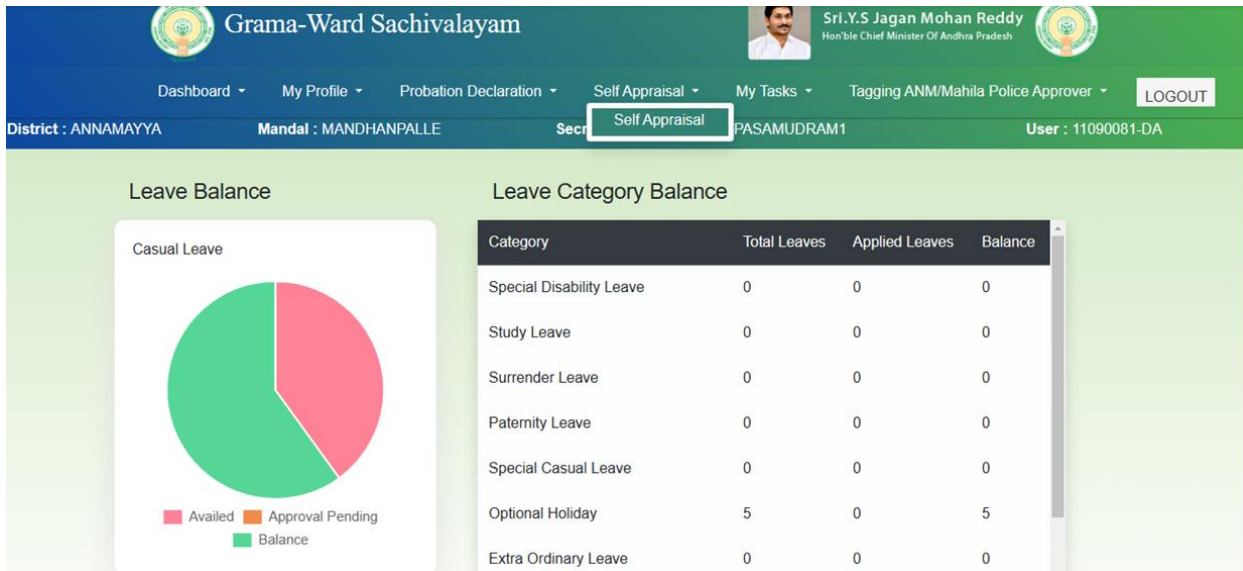 Grama-Ward Sachivalayam
Sri.Y.S Jagan Mohan Reddy
Hon'ble Chief Minister Of Andhra Pradesh
Dashboard My Profile Probation Declaration Self Appraisal My Tasks Tagging ANM/Mahila Police Approver LOGOUT
Self Appraisal
District : ANNAMAYYA Mandal : MANDHANPALLE Secr PASAMUDRAM1 User : 11090081-DA
Leave Balance
Leave Category Balance
Casual Leave
Availed Approval Pending
Balance
Category Total Leaves Applied Leaves Balance
Special Disability Leave 0 0 0
Study Leave 0 0 0
Surrender Leave 0 0 0
Paternity Leave 0 0 0
Special Casual Leave 0 0 0
Optional Holiday 5 0 5
Extra Ordinary Leave 0 0 0